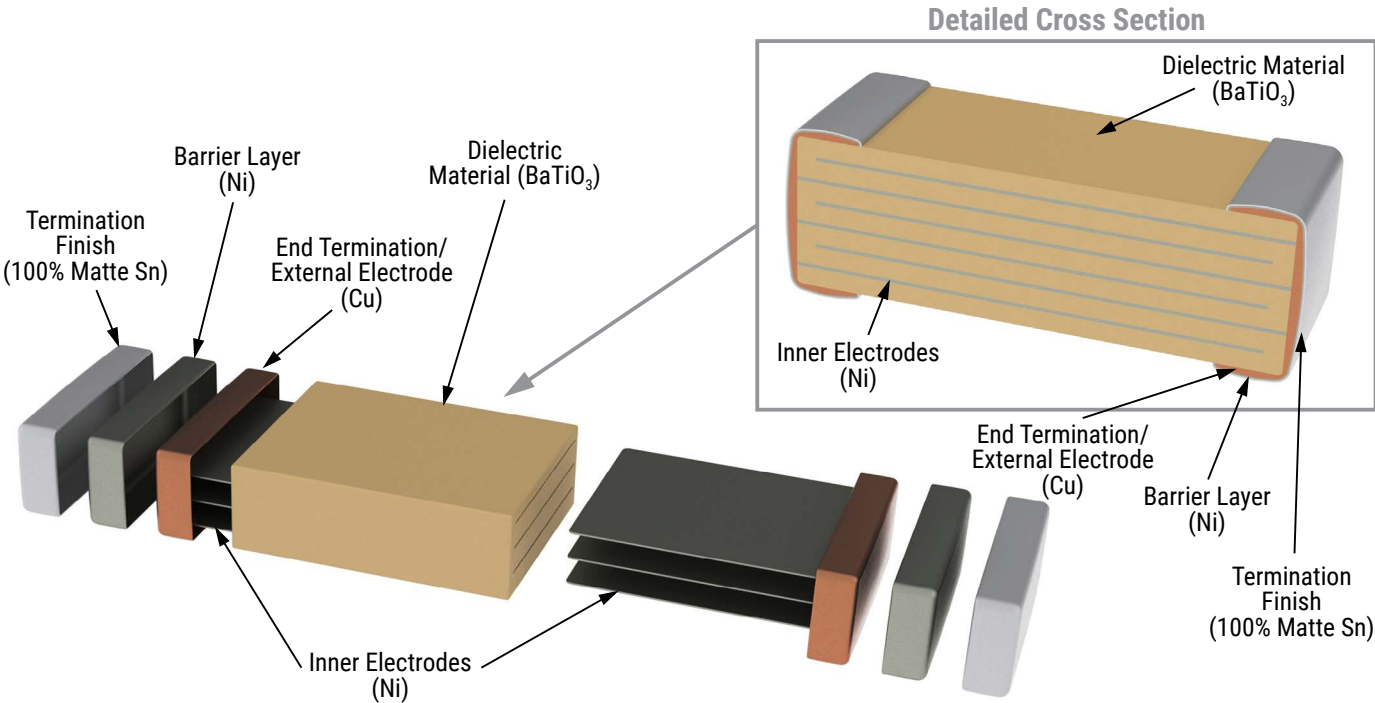 Detailed Cross Section
Dielectric Material
(BaTiO₃)
Inner Electrodes
(Ni)
End Termination/
External Electrode
(Cu)
Barrier Layer
(Ni)
Termination
Finish
(100% Matte Sn)
Barrier Layer
(Ni)
Dielectric
Material (BaTiO₃)
Termination
Finish
(100% Matte Sn)
End Termination/
External Electrode
(Cu)
Inner Electrodes
(Ni)